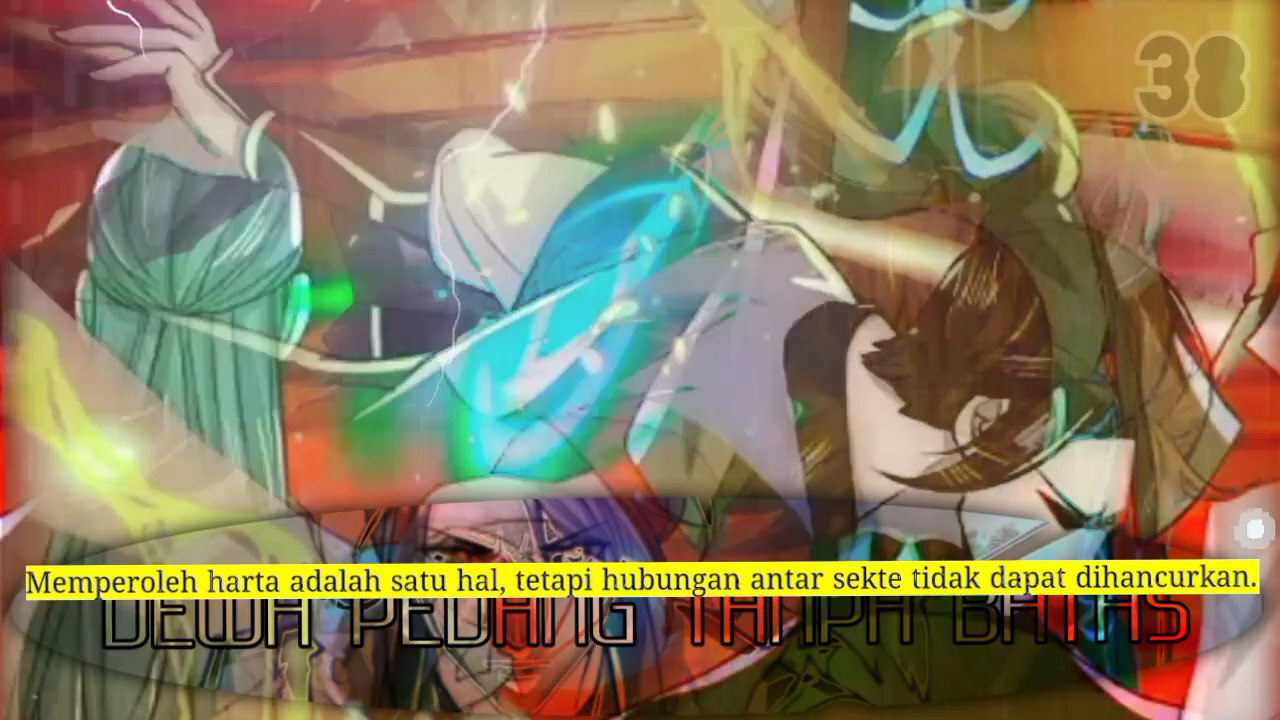 38
Memperoleh harta adalah satu hal, tetapi hubungan antar sekte tidak dapat dihancurkan.
DEWA PEDANG TANPA BATAS